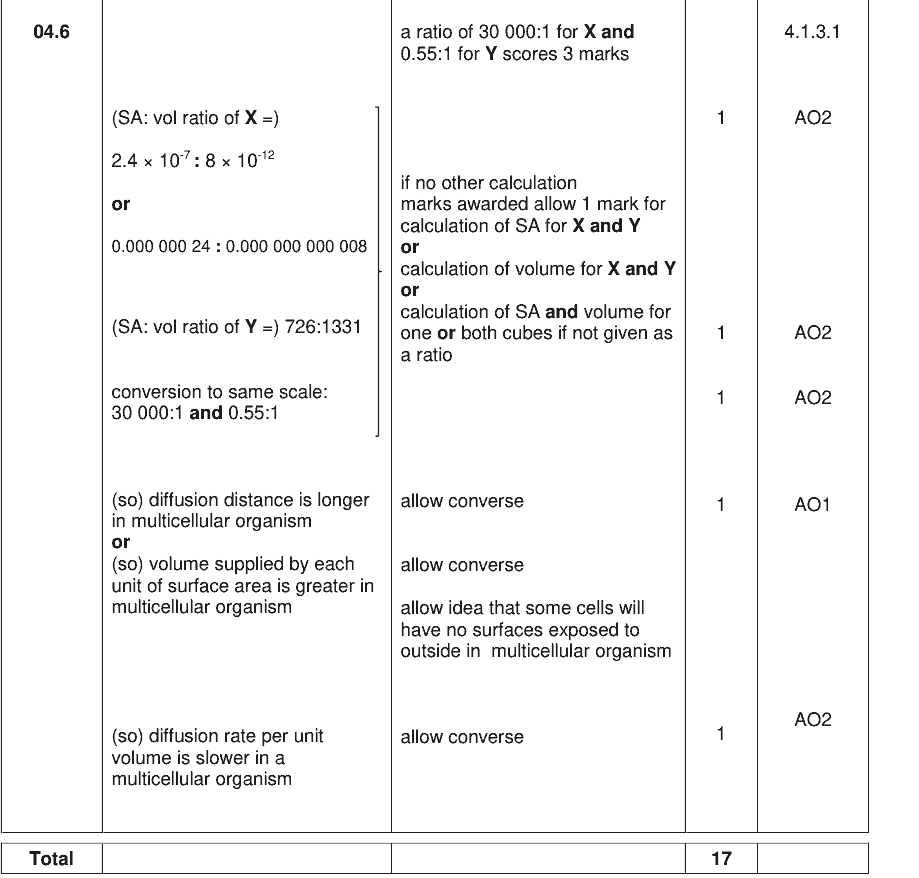 04.6
a ratio of 30 000:1 for X and
0.55:1 for Y scores 3 marks
4.1.3.1
(SA: vol ratio of X =)
1
AO2
2.4 × 10⁻⁷ : 8 × 10⁻¹²
or
0.000 000 24 : 0.000 000 000 008
if no other calculation
marks awarded allow 1 mark for
calculation of SA for X and Y
or
calculation of volume for X and Y
or
calculation of SA and volume for
one or both cubes if not given as
a ratio
(SA: vol ratio of Y =) 726:1331
1
AO2
conversion to same scale:
30 000:1 and 0.55:1
1
AO2
(so) diffusion distance is longer
in multicellular organism
or
(so) volume supplied by each
unit of surface area is greater in
multicellular organism
allow converse
allow converse
allow idea that some cells will
have no surfaces exposed to
outside in  multicellular organism
1
AO1
(so) diffusion rate per unit
volume is slower in a
multicellular organism
allow converse
1
AO2
Total
17